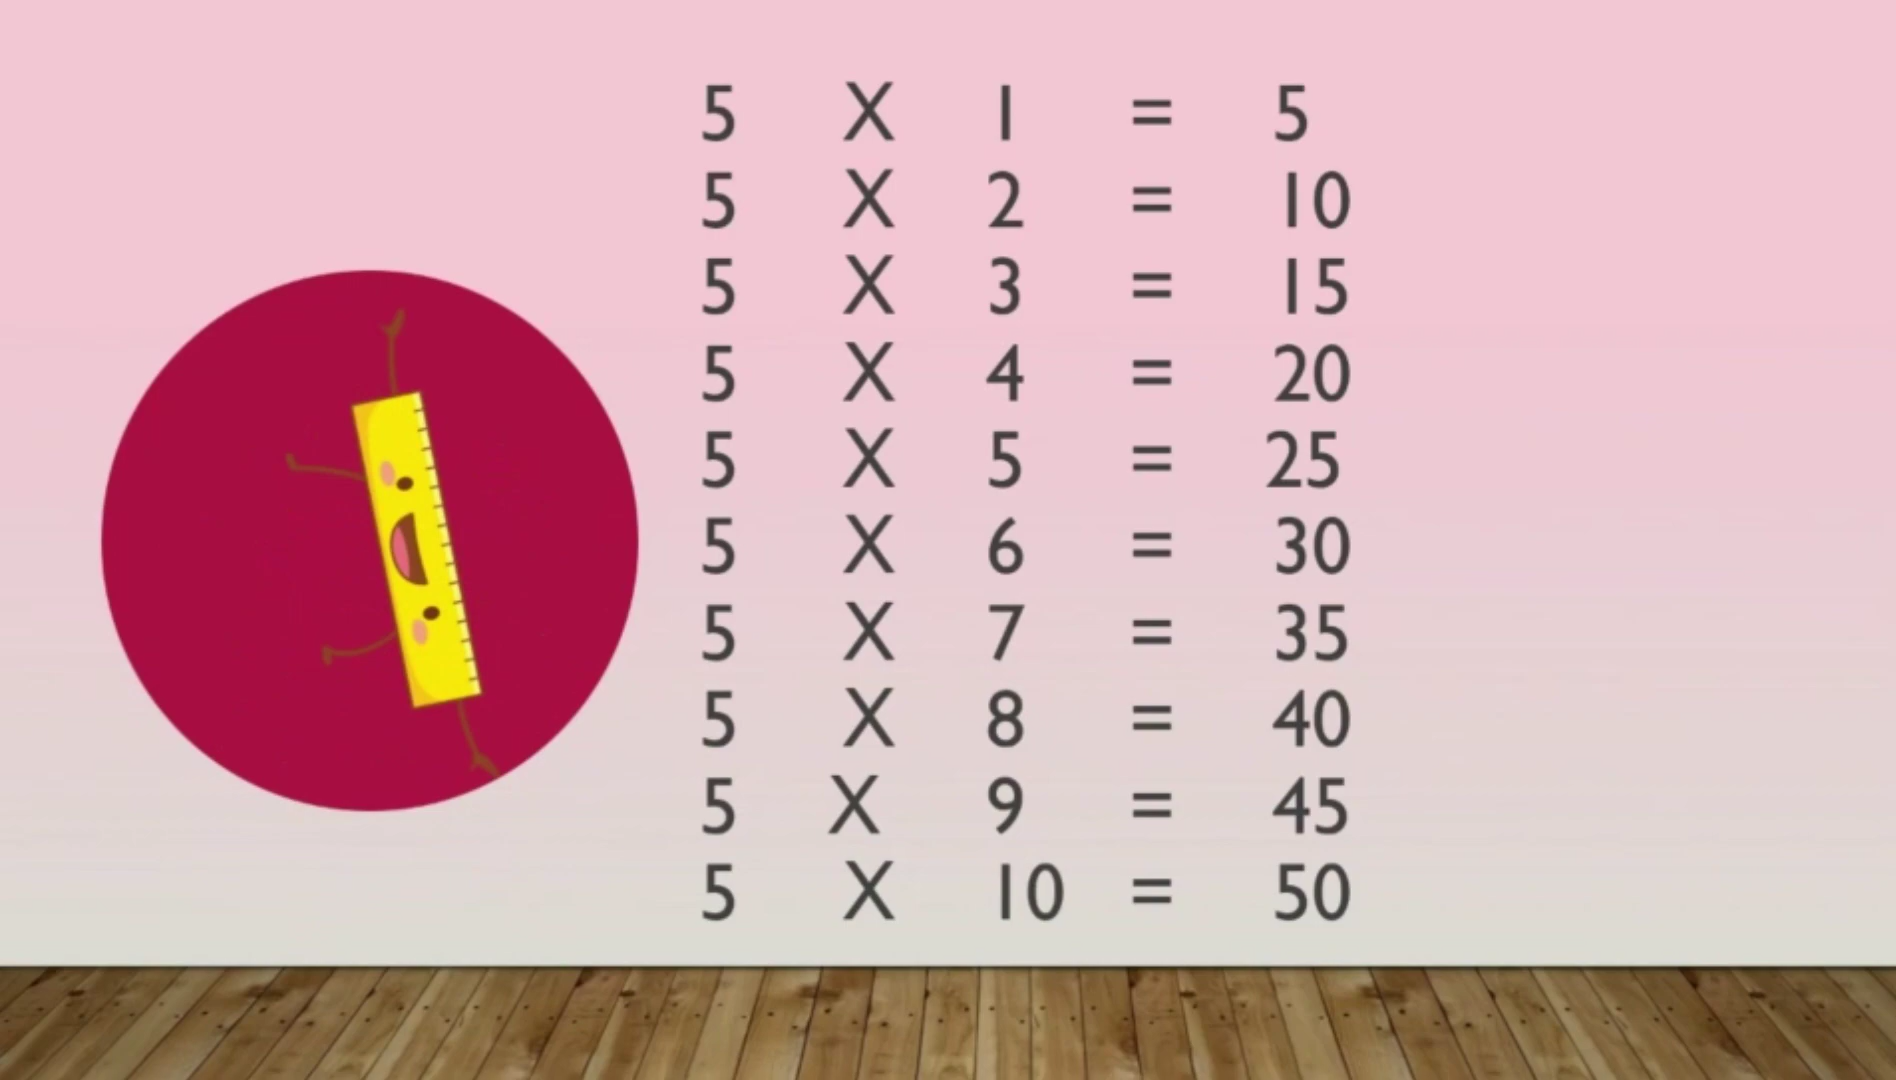 5 X 1 = 5
5 X 2 = 10
5 X 3 = 15
5 X 4 = 20
5 X 5 = 25
5 X 6 = 30
5 X 7 = 35
5 X 8 = 40
5 X 9 = 45
5 X 10 = 50